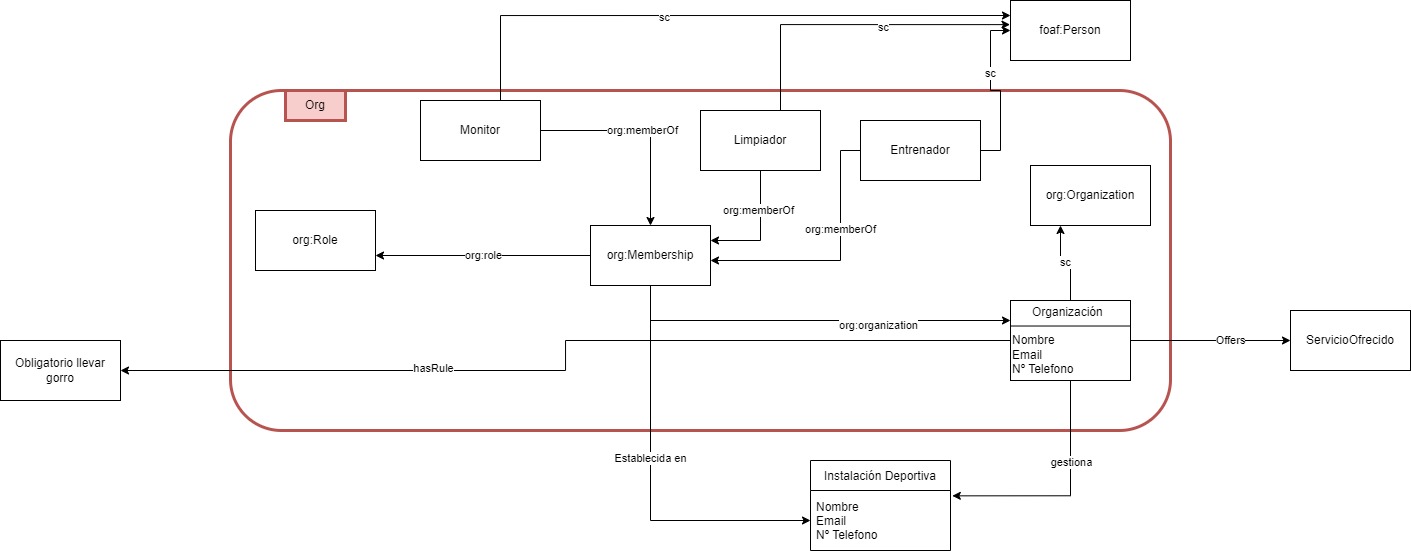 sc
foaf:Person
sc
sc
Org
Monitor
org:memberOf
Limpiador
Entrenador
org:Organization
org:memberOf
org:memberOf
org:Role
org:role
org:Membership
sc
Organización
org:organization
Nombre
Email
Nº Telefono
Offers
ServicioOfrecido
Obligatorio llevar
gorro
hasRule
Establecida en
gestiona
Instalación Deportiva
Nombre
Email
Nº Telefono